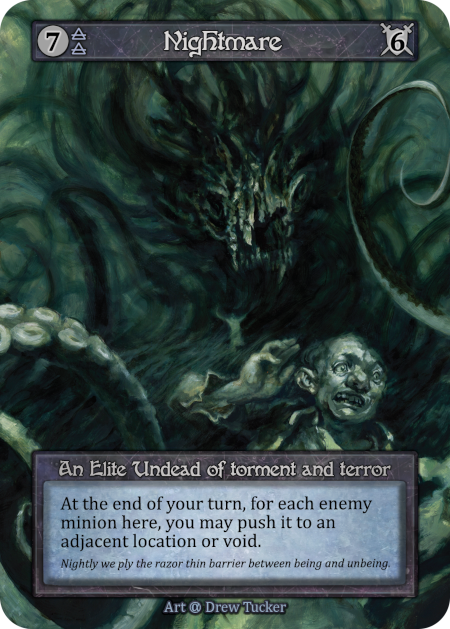 7 Nightmare 6
An Elite Undead of torment and terror
At the end of your turn, for each enemy
minion here, you may push it to an
adjacent location or void.
Nightly we ply the razor thin barrier between being and unbeing.
Art @ Drew Tucker